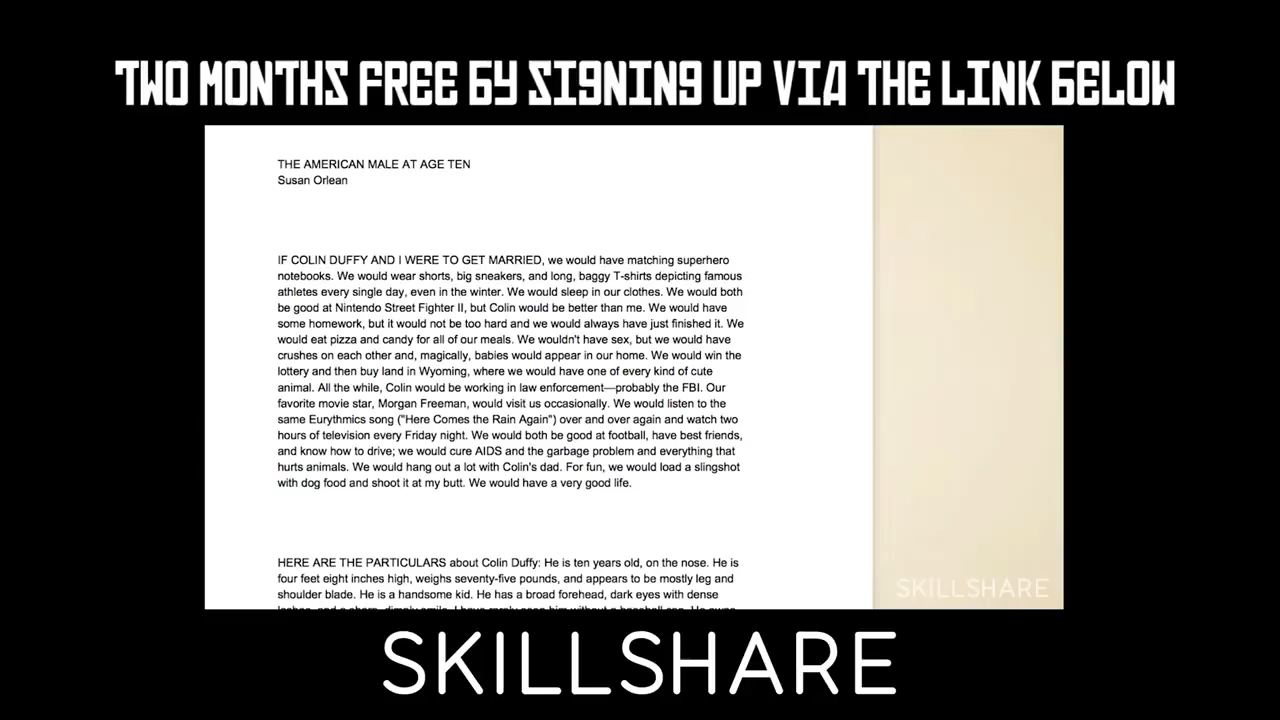 TWO MONTHS FREE BY SIGNING UP VIA THE LINK BELOW
THE AMERICAN MALE AT AGE TEN
Susan Orlean
IF COLIN DUFFY AND I WERE TO GET MARRIED, we would have matching superhero
notebooks. We would wear shorts, big sneakers, and long, baggy T-shirts depicting famous
athletes every single day, even in the winter. We would sleep in our clothes. We would both
be good at Nintendo Street Fighter II, but Colin would be better than me. We would have
some homework, but it would not be too hard and we would always have just finished it. We
would eat pizza and candy for all of our meals. We wouldn't have sex, but we would have
crushes on each other and, magically, babies would appear in our home. We would win the
lottery and then buy land in Wyoming, where we would have one of every kind of cute
animal. All the while, Colin would be working in law enforcement—probably the FBI. Our
favorite movie star, Morgan Freeman, would visit us occasionally. We would listen to the
same Eurythmics song ("Here Comes the Rain Again") over and over again and watch two
hours of television every Friday night. We would both be good at football, have best friends,
and know how to drive; we would cure AIDS and the garbage problem and everything that
hurts animals. We would hang out a lot with Colin's dad. For fun, we would load a slingshot
with dog food and shoot it at my butt. We would have a very good life.
HERE ARE THE PARTICULARS about Colin Duffy: He is ten years old, on the nose. He is
four feet eight inches high, weighs seventy-five pounds, and appears to be mostly leg and
shoulder blade. He is a handsome kid. He has a broad forehead, dark eyes with dense
SKILLSHARE
SKILLSHARE